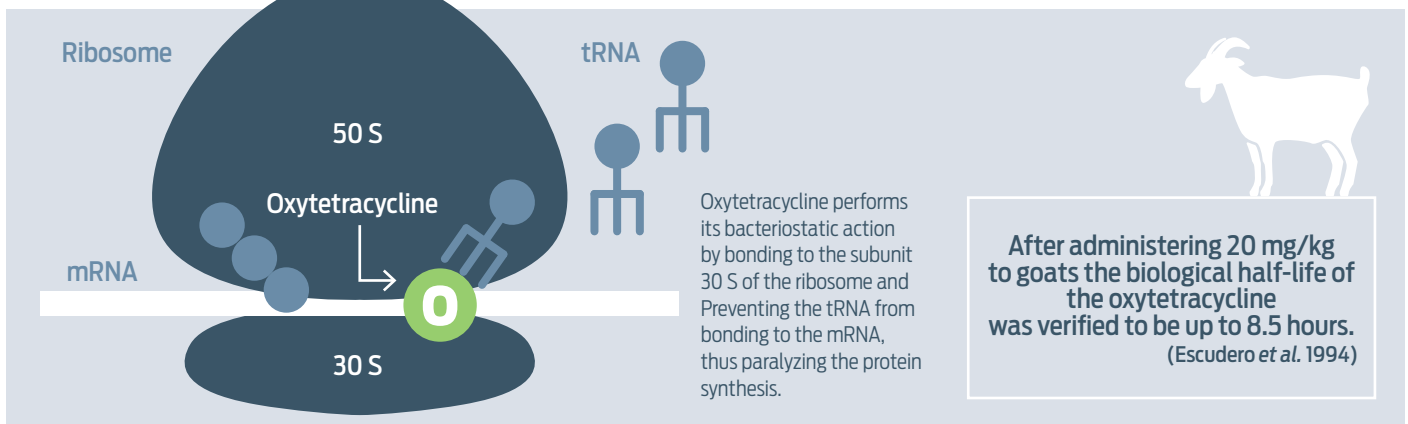 Ribosome
tRNA
50 S
Oxytetracycline
mRNA
O
30 S
Oxytetracycline performs
its bacteriostatic action
by bonding to the subunit
30 S of the ribosome and
Preventing the tRNA from
bonding to the mRNA,
thus paralyzing the protein
synthesis.
After administering 20 mg/kg
to goats the biological half-life of
the oxytetracycline
was verified to be up to 8.5 hours.
(Escudero et al. 1994)